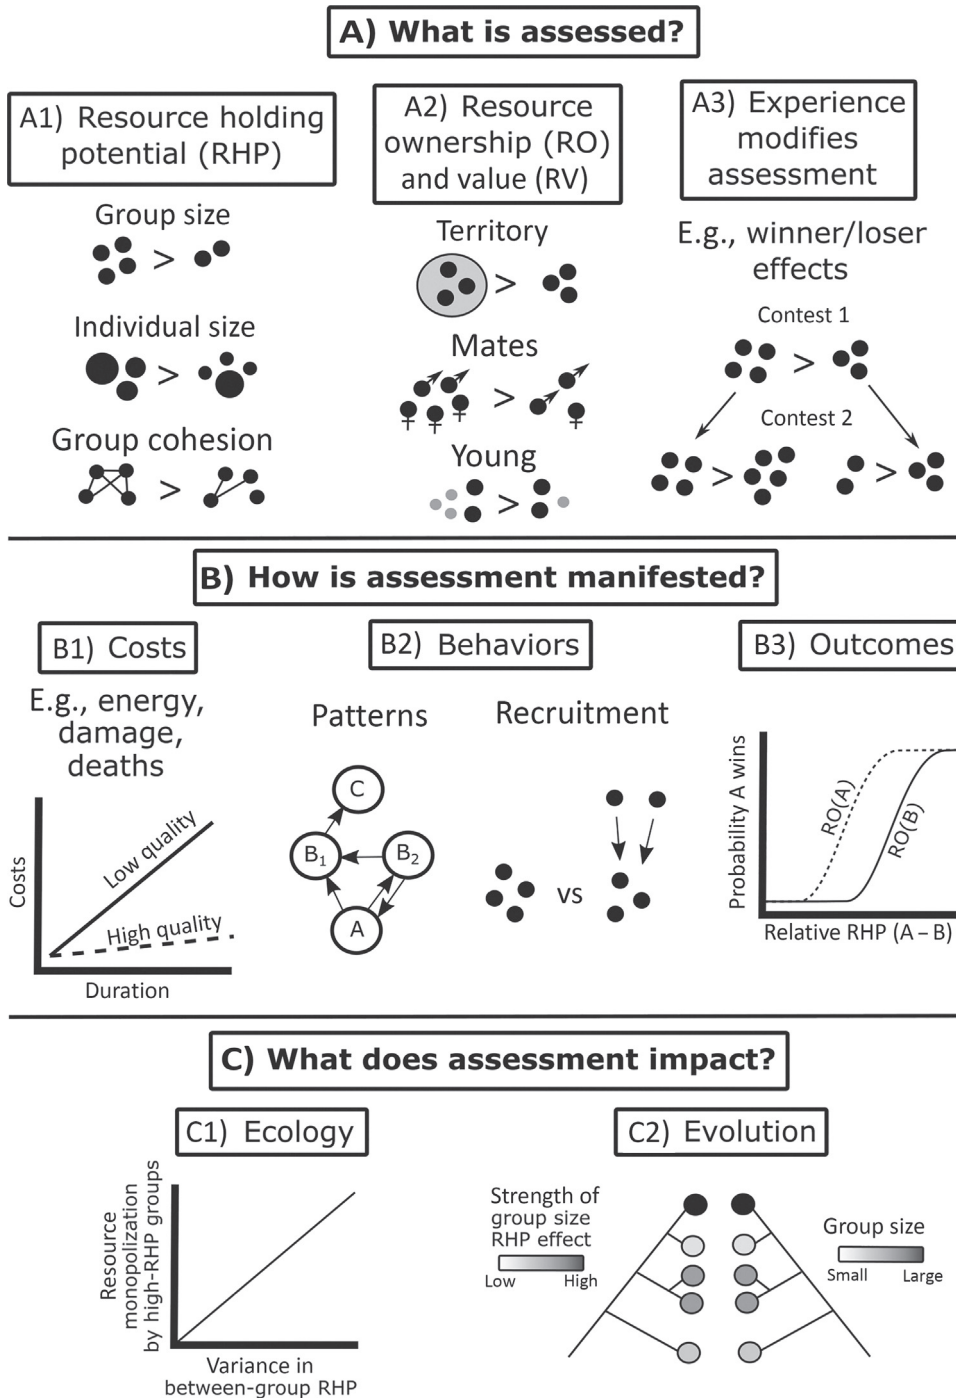 A) What is assessed?
A1) Resource holding
potential (RHP)
Group size
>
Individual size
>
Group cohesion
>
A2) Resource
ownership (RO)
and value (RV)
Territory
>
Mates
>
Young
>
A3) Experience
modifies
assessment
E.g., winner/loser
effects
Contest 1
>
Contest 2
> >
B) How is assessment manifested?
B1) Costs
E.g., energy,
damage,
deaths
Costs
Low quality
High quality
Duration
B2) Behaviors
Patterns
C
B1
B2
A
Recruitment
vs
B3) Outcomes
Probability A wins
RO(A)
RO(B)
Relative RHP (A – B)
C) What does assessment impact?
C1) Ecology
Resource
monopolization
by high-RHP groups
Variance in
between-group RHP
C2) Evolution
Strength of
group size
RHP effect
Low High
Group size
Small Large